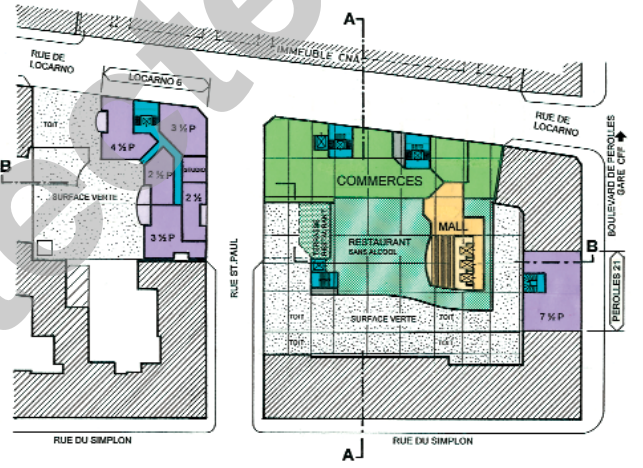 A
IMMEUBLE CNA
RUE DE
LOCARNO
LOCARNO 6
RUE DE
LOCARNO
BOULEVARD DE PEROLLES
GARE CFF
TOIT
4 ½ P
3 ½ P
2 ½ P
STUDIO
2 ½
3 ½ P
B
SURFACE VERTE
COMMERCES
MALL
TERRASSE
RESTAURANT
RESTAURANT
SANS ALCOOL
B
RUE ST.PAUL
SURFACE VERTE
TOIT
TOIT
TOIT
TOIT
7 ½ P
PEROLLES 21
RUE DU SIMPLON
RUE DU SIMPLON
A